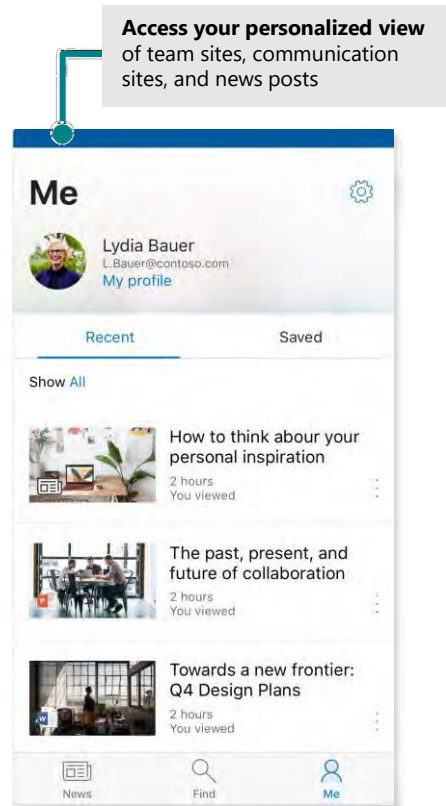 Access your personalized view
of team sites, communication
sites, and news posts
Me
Lydia Bauer
L.Bauer@contoso.com
My profile
Recent
Saved
Show All
How to think abour your
personal inspiration
2 hours
You viewed
The past, present, and
future of collaboration
2 hours
You viewed
P
Towards a new frontier:
Q4 Design Plans
2 hours
You viewed
W
News
Find
Me